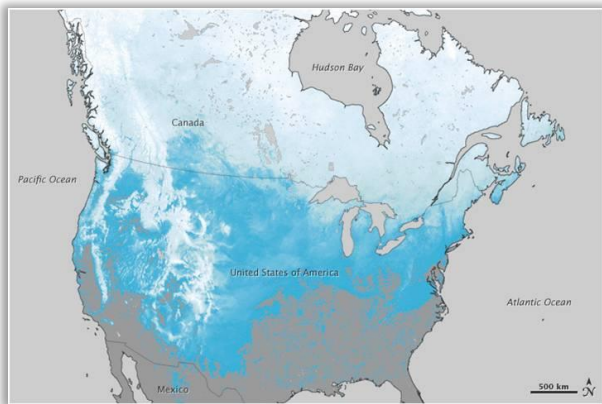 Hudson Bay
Canada
Pacific Ocean
United States of America
Atlantic Ocean
Mexico
500 km
N